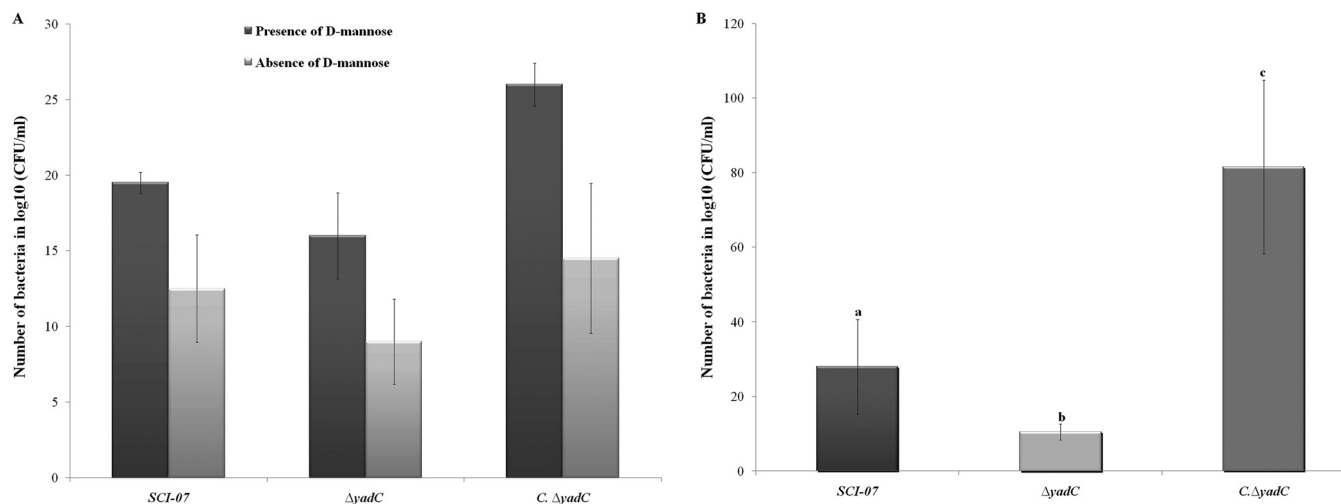 A
Number of bacteria in log10 (CFU/ml)
30
25
20
15
10
5
0
Presence of D-mannose
Absence of D-mannose
SCI-07
ΔyadC
C. ΔyadC
B
Number of bacteria in log10 (CFU/ml)
120
100
80
60
40
20
0
a
b
c
SCI-07
ΔyadC
C.ΔyadC